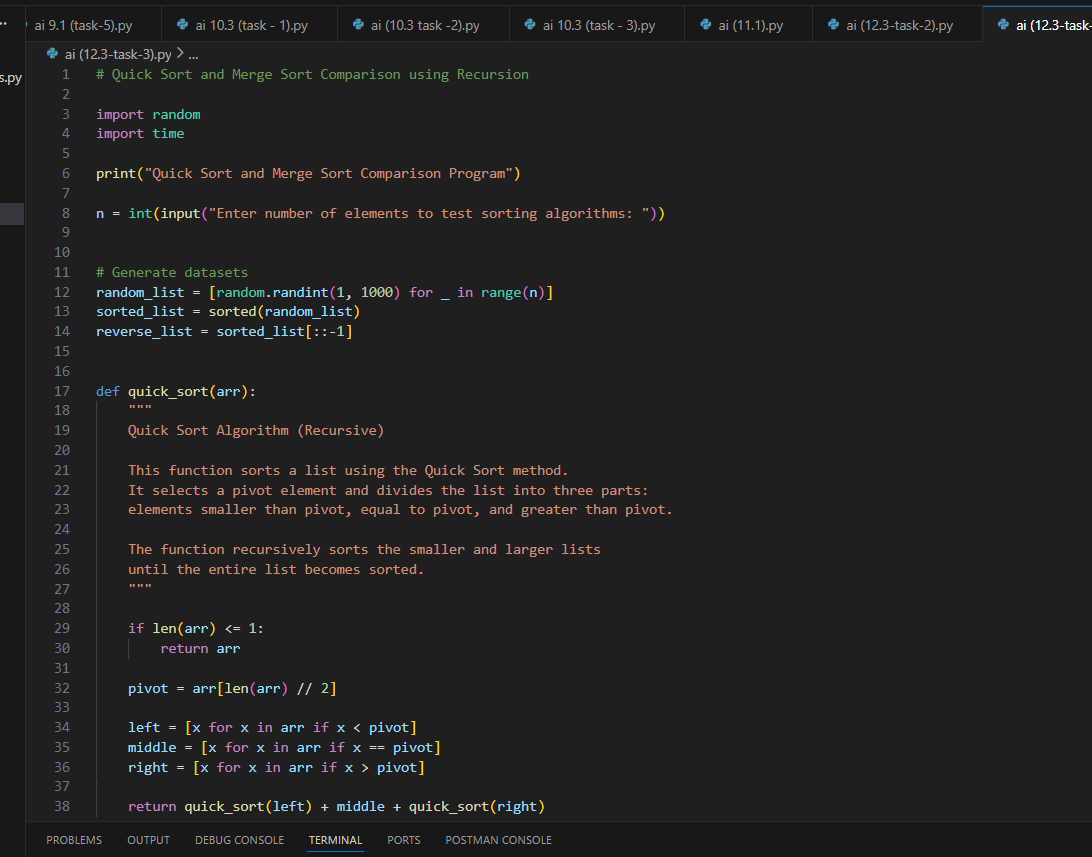 ai 9.1 (task-5).py
ai 10.3 (task - 1).py
ai (10.3 task -2).py
ai 10.3 (task - 3).py
ai (11.1).py
ai (12.3-task-2).py
ai (12.3-task-
s.py
ai (12.3-task-3).py > ...
1 # Quick Sort and Merge Sort Comparison using Recursion
2
3 import random
4 import time
5
6 print("Quick Sort and Merge Sort Comparison Program")
7
8 n = int(input("Enter number of elements to test sorting algorithms: "))
9
10
11 # Generate datasets
12 random_list = [random.randint(1, 1000) for _ in range(n)]
13 sorted_list = sorted(random_list)
14 reverse_list = sorted_list[::-1]
15
16
17 def quick_sort(arr):
18     """
19     Quick Sort Algorithm (Recursive)
20
21     This function sorts a list using the Quick Sort method.
22     It selects a pivot element and divides the list into three parts:
23     elements smaller than pivot, equal to pivot, and greater than pivot.
24
25     The function recursively sorts the smaller and larger lists
26     until the entire list becomes sorted.
27     """
28
29     if len(arr) <= 1:
30         return arr
31
32     pivot = arr[len(arr) // 2]
33
34     left = [x for x in arr if x < pivot]
35     middle = [x for x in arr if x == pivot]
36     right = [x for x in arr if x > pivot]
37
38     return quick_sort(left) + middle + quick_sort(right)
PROBLEMS OUTPUT DEBUG CONSOLE TERMINAL PORTS POSTMAN CONSOLE